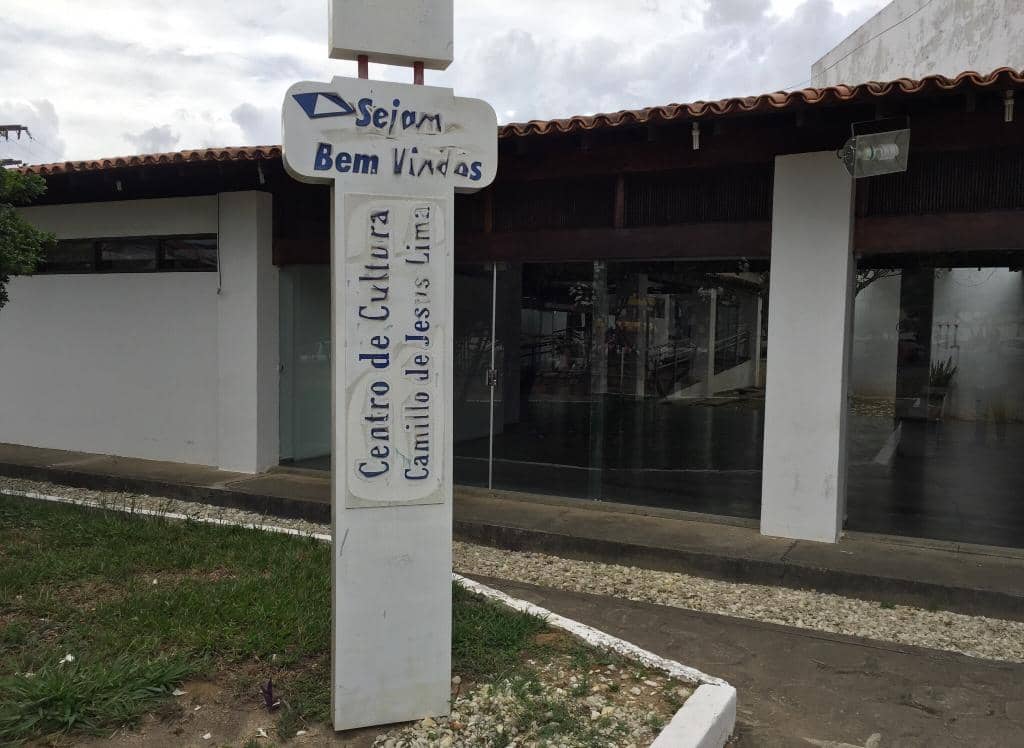 Sejam
Bem Vindos
Centro de Cultura
Camillo de Jesus Lima